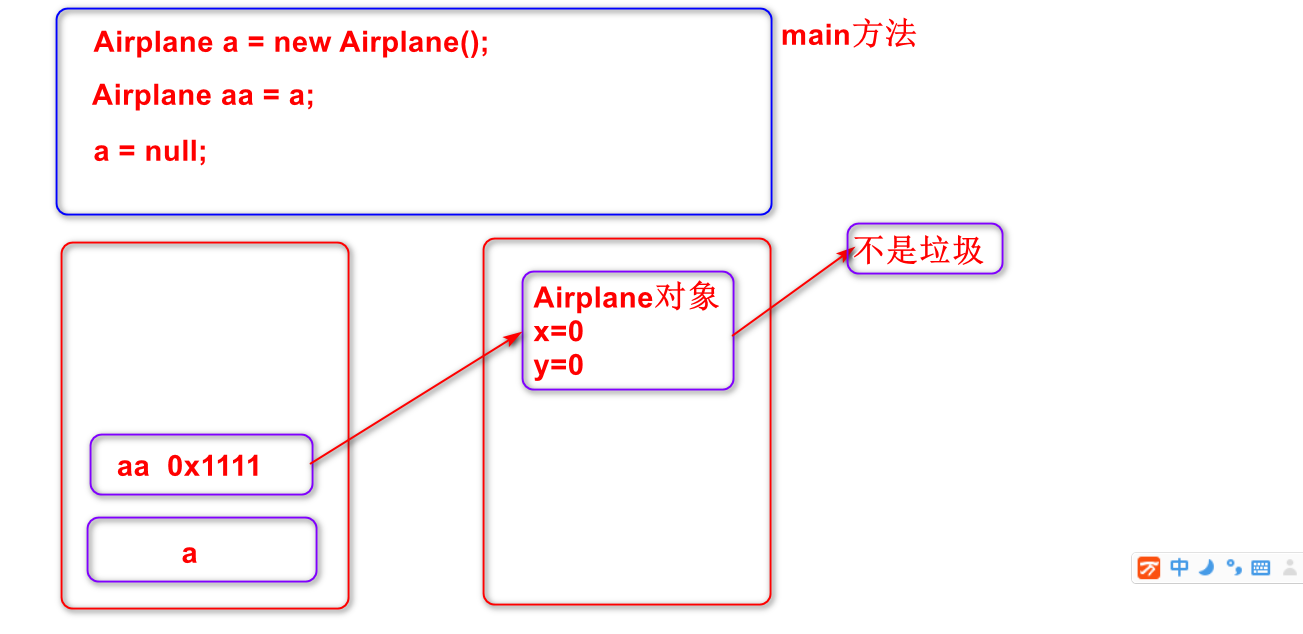 Airplane a = new Airplane();
main方法
Airplane aa = a;
a = null;
不是垃圾
Airplane对象
x=0
y=0
aa 0x1111
a
中